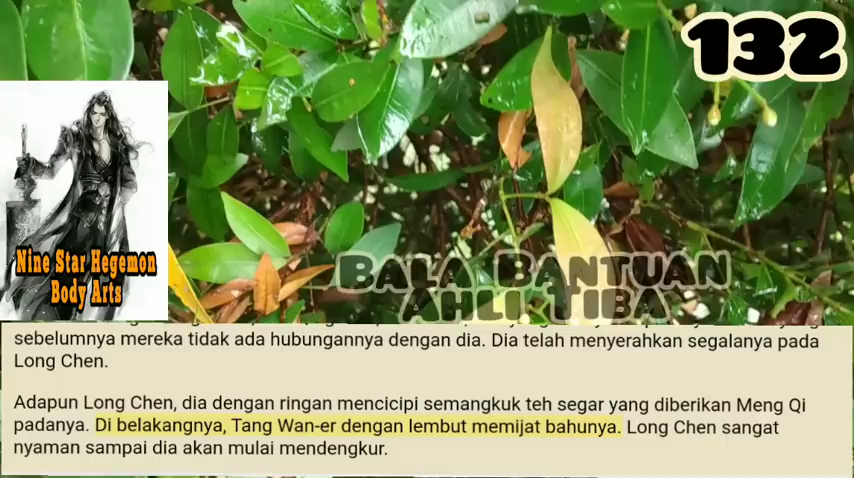 132
Nine Star Hegemon
Body Arts
BALA BANTUAN
AHLI TIBA
sebelumnya mereka tidak ada hubungannya dengan dia. Dia telah menyerahkan segalanya pada
Long Chen.
Adapun Long Chen, dia dengan ringan mencicipi semangkuk teh segar yang diberikan Meng Qi
padanya. Di belakangnya, Tang Wan-er dengan lembut memijat bahunya. Long Chen sangat
nyaman sampai dia akan mulai mendengkur.